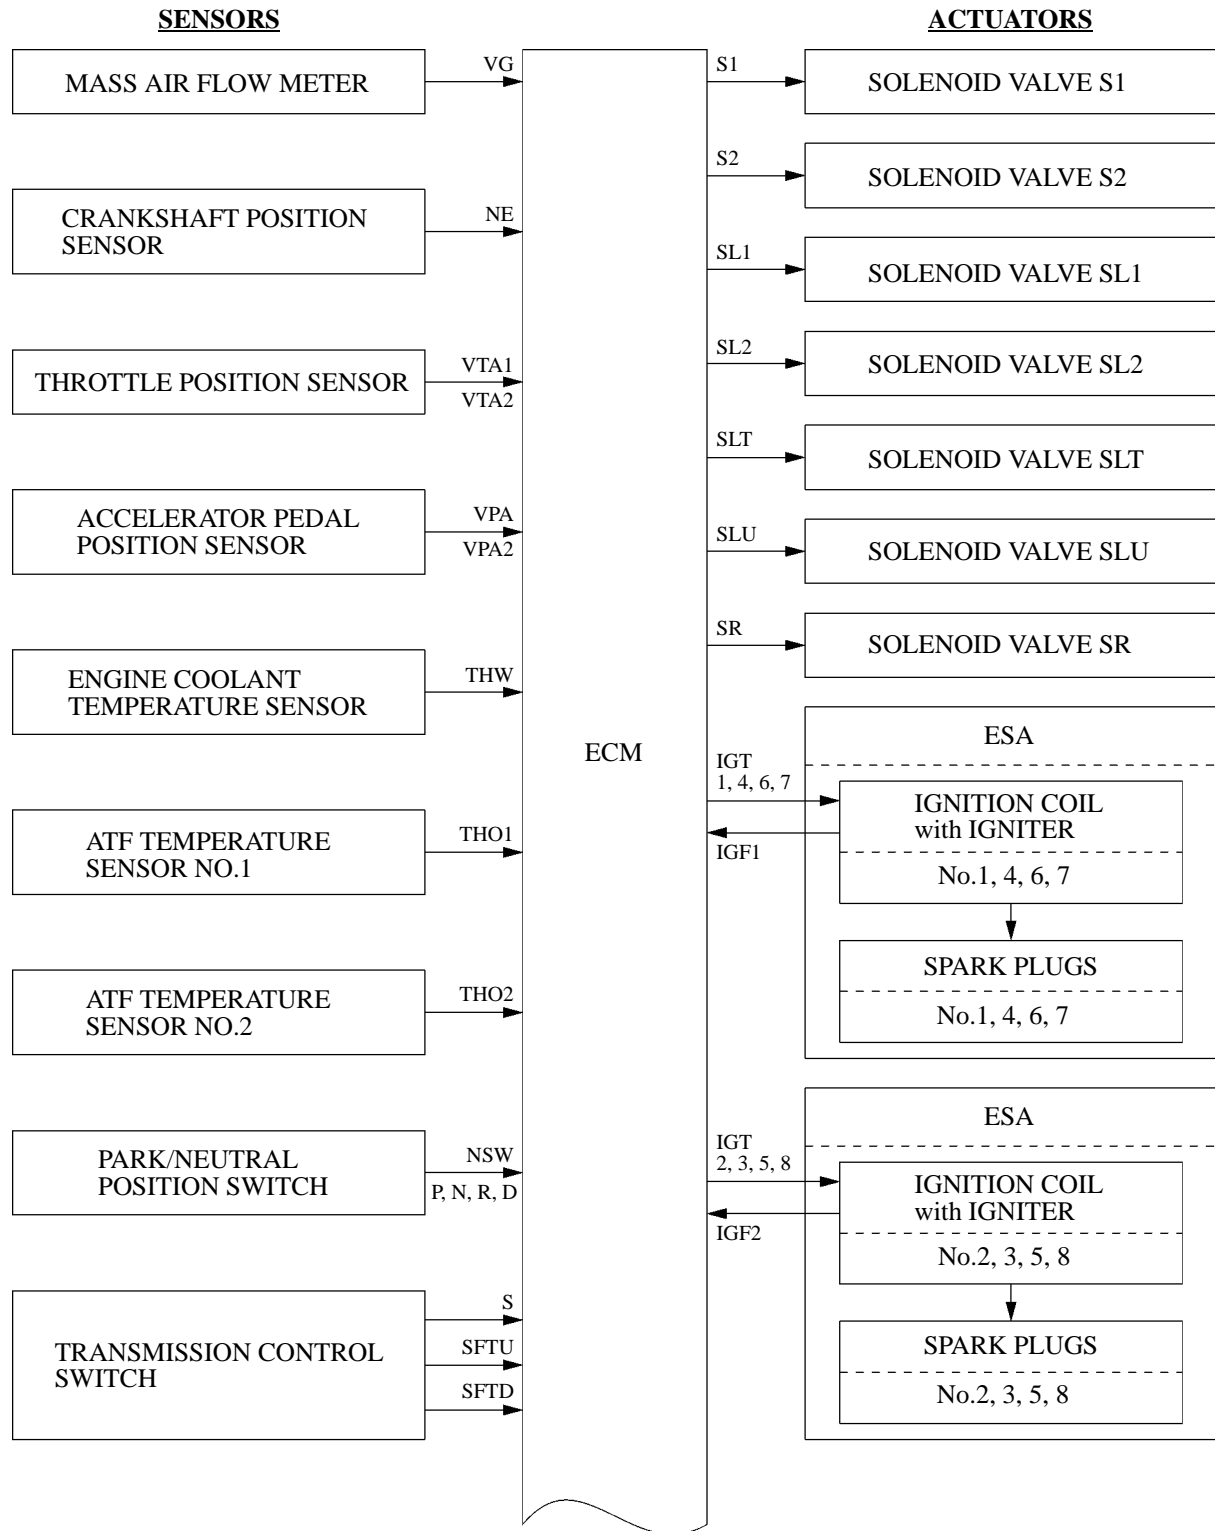 SENSORS
MASS AIR FLOW METER
VG
CRANKSHAFT POSITION
SENSOR
NE
THROTTLE POSITION SENSOR
VTA1
VTA2
ACCELERATOR PEDAL
POSITION SENSOR
VPA
VPA2
ENGINE COOLANT
TEMPERATURE SENSOR
THW
ATF TEMPERATURE
SENSOR NO.1
THO1
ATF TEMPERATURE
SENSOR NO.2
THO2
PARK/NEUTRAL
POSITION SWITCH
NSW
P, N, R, D
TRANSMISSION CONTROL
SWITCH
S
SFTU
SFTD
ECM
ACTUATORS
S1
SOLENOID VALVE S1
S2
SOLENOID VALVE S2
SL1
SOLENOID VALVE SL1
SL2
SOLENOID VALVE SL2
SLT
SOLENOID VALVE SLT
SLU
SOLENOID VALVE SLU
SR
SOLENOID VALVE SR
ESA
IGT
1, 4, 6, 7
IGF1
IGNITION COIL
with IGNITER
No.1, 4, 6, 7
SPARK PLUGS
No.1, 4, 6, 7
ESA
IGT
2, 3, 5, 8
IGF2
IGNITION COIL
with IGNITER
No.2, 3, 5, 8
SPARK PLUGS
No.2, 3, 5, 8